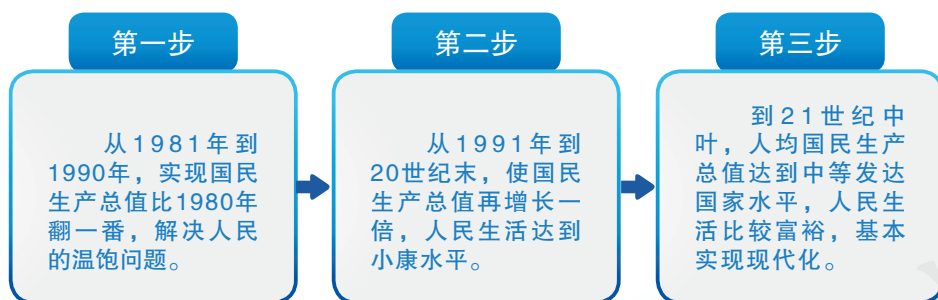 第一步
从1981年到
1990年，实现国民
生产总值比1980年
翻一番，解决人民
的温饱问题。
第二步
从1991年到
20世纪末，使国民
生产总值再增长一
倍，人民生活达到
小康水平。
第三步
到21世纪中
叶，人均国民生产
总值达到中等发达
国家水平，人民生
活比较富裕，基本
实现现代化。